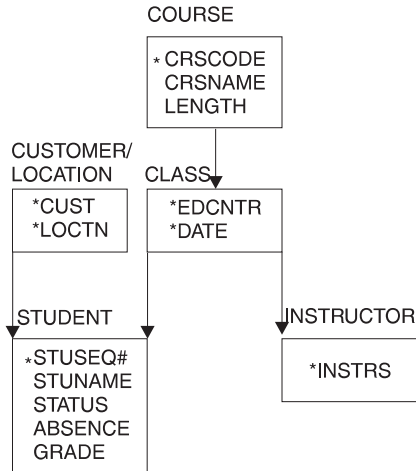 COURSE
* CRSCODE
CRSNAME
LENGTH
CUSTOMER/
LOCATION
*CUST
*LOCTN
CLASS
*EDCNTR
*DATE
STUDENT
*STUSEQ#
STUNAME
STATUS
ABSENCE
GRADE
INSTRUCTOR
*INSTRS